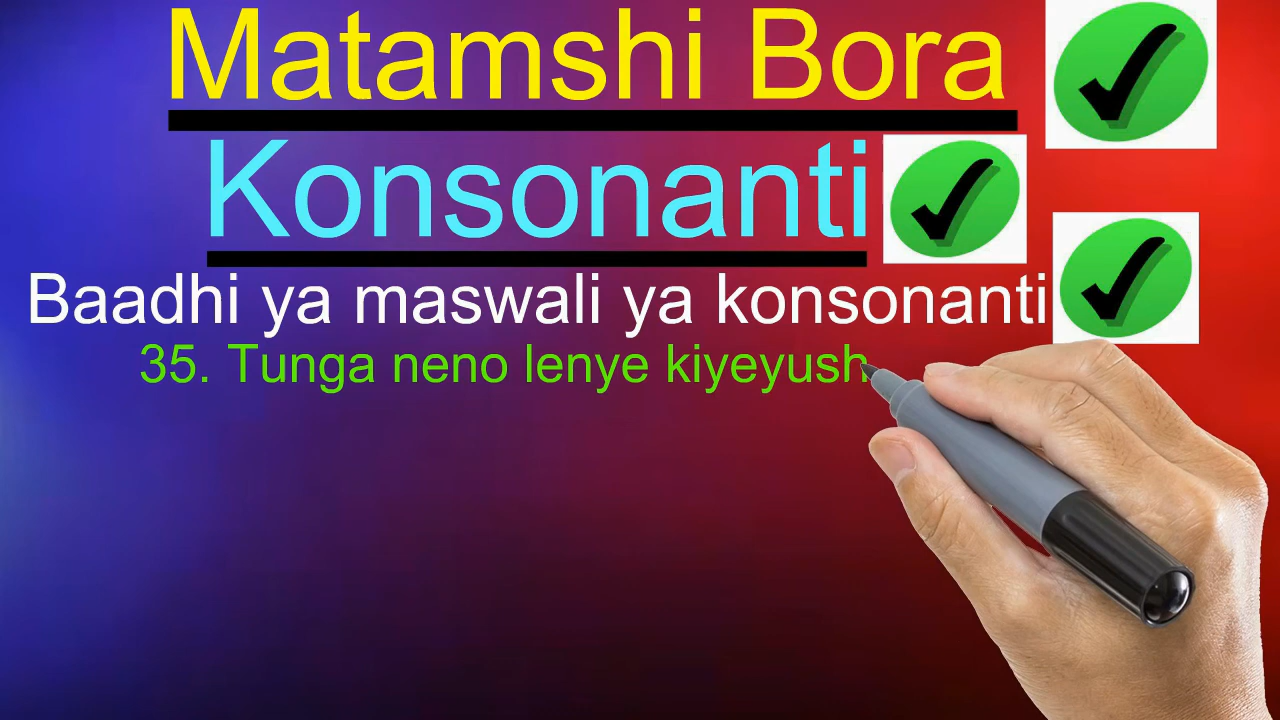 Matamshi Bora
Konsonanti
Baadhi ya maswali ya konsonanti
35. Tunga neno lenye kiyeyush